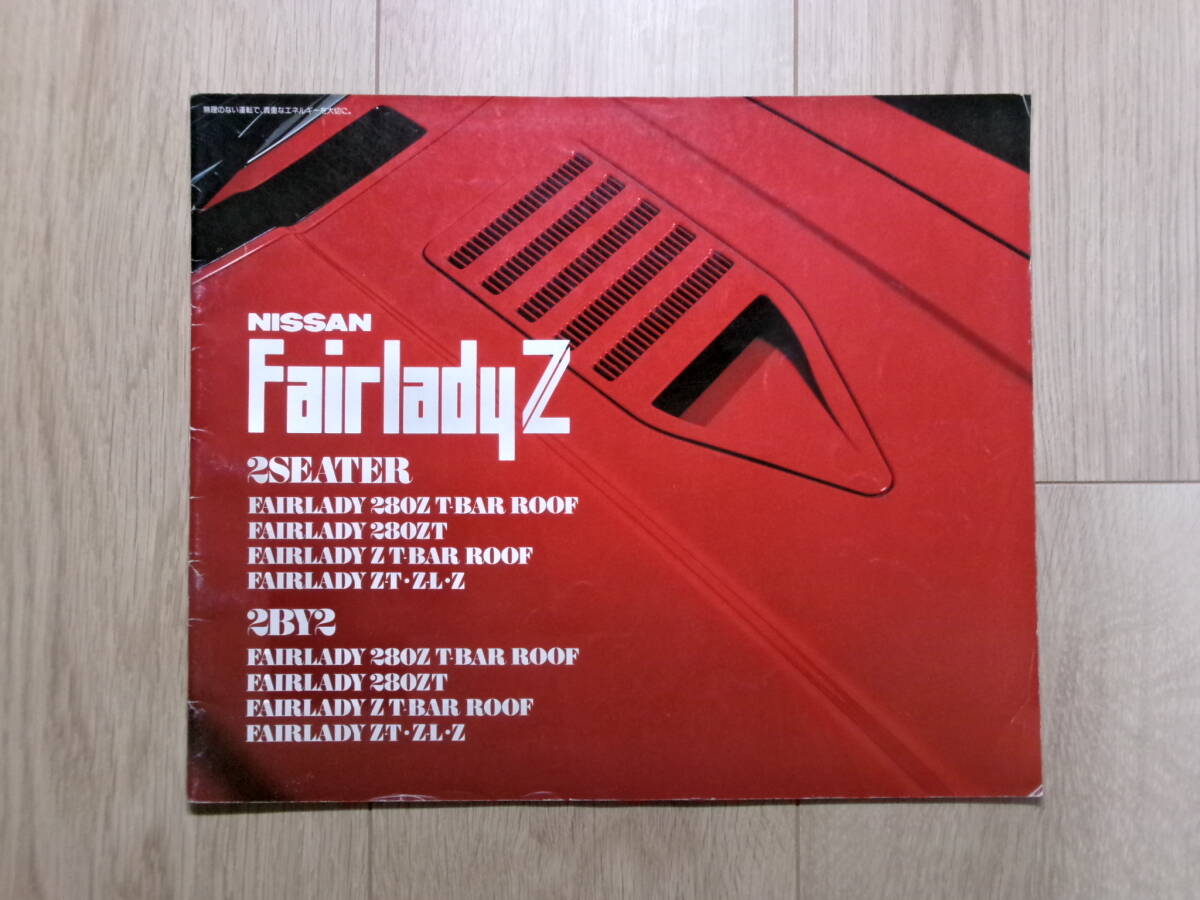 無理のない運転で、貴重なエネルギーを大切に。
NISSAN
Fairlady Z
2SEATER
FAIRLADY 280Z T-BAR ROOF
FAIRLADY 280ZT
FAIRLADY Z T-BAR ROOF
FAIRLADY Z-T・Z-L・Z
2BY2
FAIRLADY 280Z T-BAR ROOF
FAIRLADY 280ZT
FAIRLADY Z T-BAR ROOF
FAIRLADY Z-T・Z-L・Z